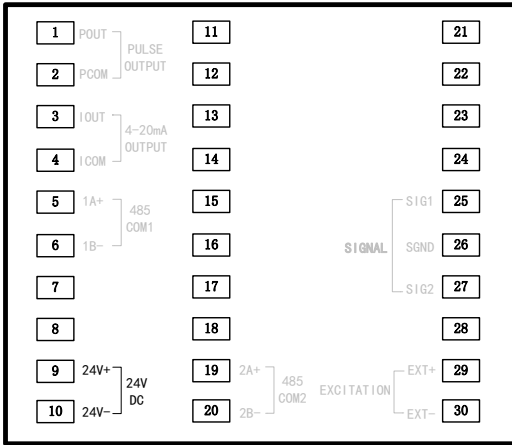 1 POUT 11 21
PULSE
OUTPUT
2 PCOM 12 22
3 IOUT 13 23
4-20mA
OUTPUT
4 ICOM 14 24
5 1A+ 15 SIG1 25
485
COM1
6 1B- 16 SIGNAL SGND 26
7 17 SIG2 27
8 18 28
9 24V+ 19 2A+ EXT+ 29
24V
DC
485
COM2
EXCITATION
10 24V- 20 2B- EXT- 30